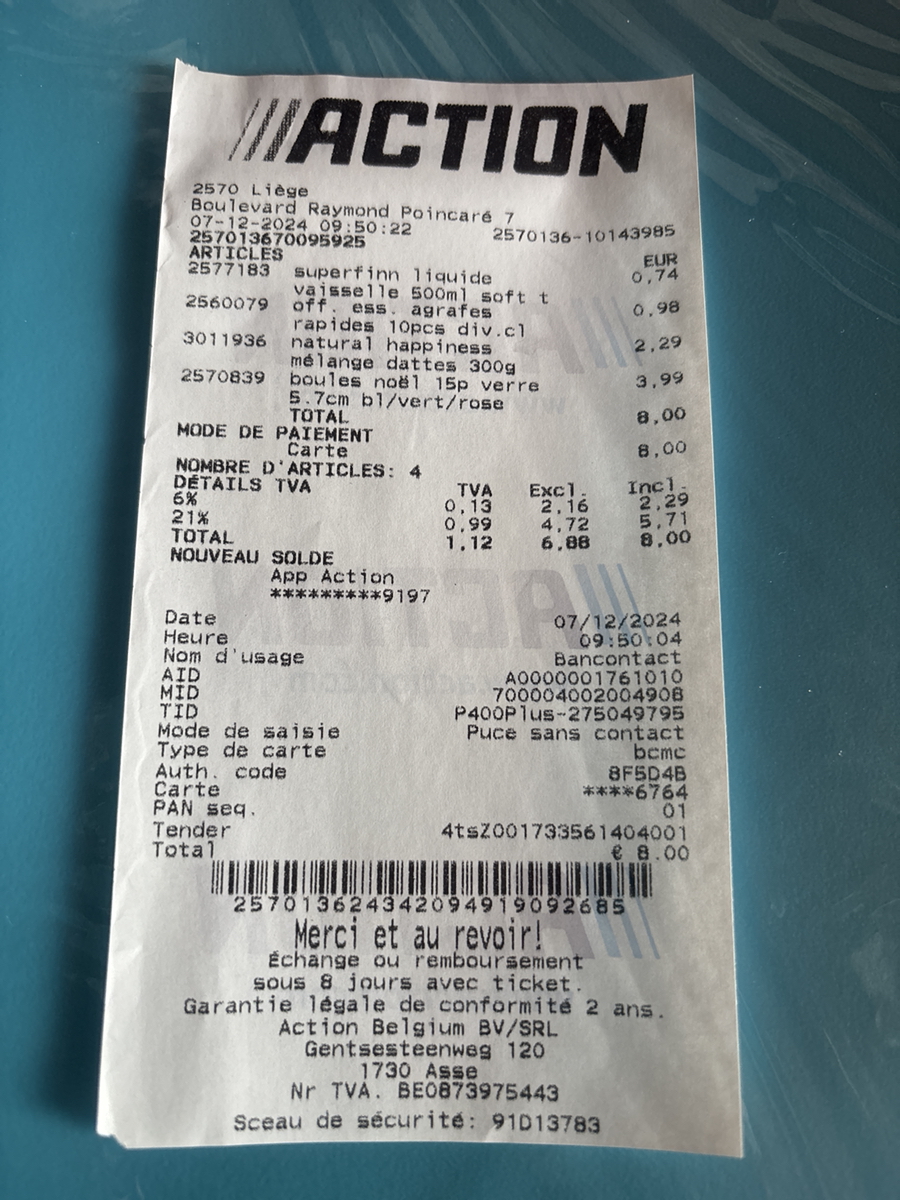 ACTION
2570 Liège
Boulevard Raymond Poincaré 7
07-12-2024 09:50:22 2570136-10143985
257013670095925
ARTICLES EUR
2577183 superfinn liquide 0,74
vaisselle 500ml soft t
2560079 off. ess. agrafes 0,98
rapides 10pcs div.cl
3011936 natural happiness 2,29
mélange dattes 300g
2570839 boules noël 15p verre 3,99
5.7cm bl/vert/rose
TOTAL 8,00
MODE DE PAIEMENT
Carte 8,00
NOMBRE D'ARTICLES: 4
DÉTAILS TVA TVA Excl. Incl.
6% 0,13 2,16 2,29
21% 0,99 4,72 5,71
TOTAL 1,12 6,88 8,00
NOUVEAU SOLDE
App Action
*********9197
Date 07/12/2024
Heure 09:50:04
Nom d'usage Bancontact
AID A0000001761010
MID 700004002004908
TID P400Plus-275049795
Mode de saisie Puce sans contact
Type de carte bcmc
Auth. code 8F5D4B
Carte ****6764
PAN seq. 01
Tender 4tsZ001733561404001
Total € 8.00
257013624342094919092685
Merci et au revoir!
Échange ou remboursement
sous 8 jours avec ticket.
Garantie légale de conformité 2 ans.
Action Belgium BV/SRL
Gentsesteenweg 120
1730 Asse
Nr TVA. BE0873975443
Sceau de sécurité: 91D13783